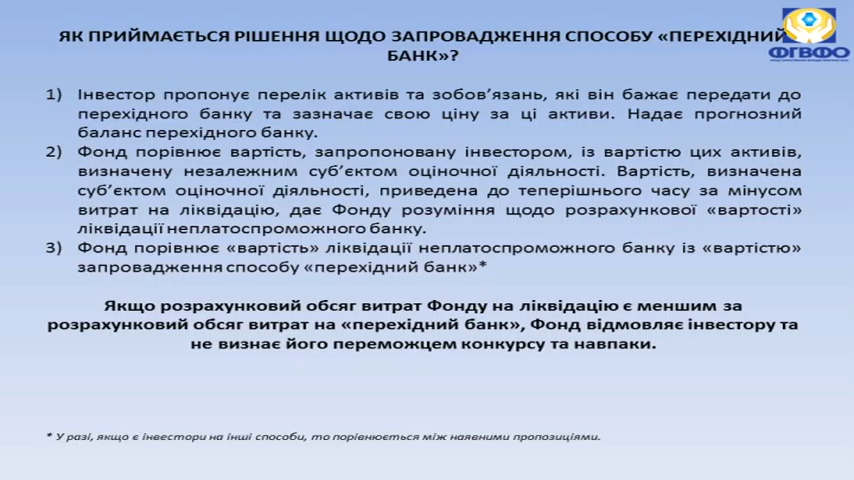 ЯК ПРИЙМАЄТЬСЯ РІШЕННЯ ЩОДО ЗАПРОВАДЖЕННЯ СПОСОБУ «ПЕРЕХІДНИЙ
БАНК»?
ФГВФО
1) Інвестор пропонує перелік активів та зобов’язань, які він бажає передати до
перехідного банку та зазначає свою ціну за ці активи. Надає прогнозний
баланс перехідного банку.
2) Фонд порівнює вартість, запропоновану інвестором, із вартістю цих активів,
визначену незалежним суб’єктом оціночної діяльності. Вартість, визначена
суб’єктом оціночної діяльності, приведена до теперішнього часу за мінусом
витрат на ліквідацію, дає Фонду розуміння щодо розрахункової «вартості»
ліквідації неплатоспроможного банку.
3) Фонд порівнює «вартість» ліквідації неплатоспроможного банку із «вартістю»
запровадження способу «перехідний банк»*
Якщо розрахунковий обсяг витрат Фонду на ліквідацію є меншим за
розрахунковий обсяг витрат на «перехідний банк», Фонд відмовляє інвестору та
не визнає його переможцем конкурсу та навпаки.
* У разі, якщо є інвестори на інші способи, то порівнюється між наявними пропозиціями.